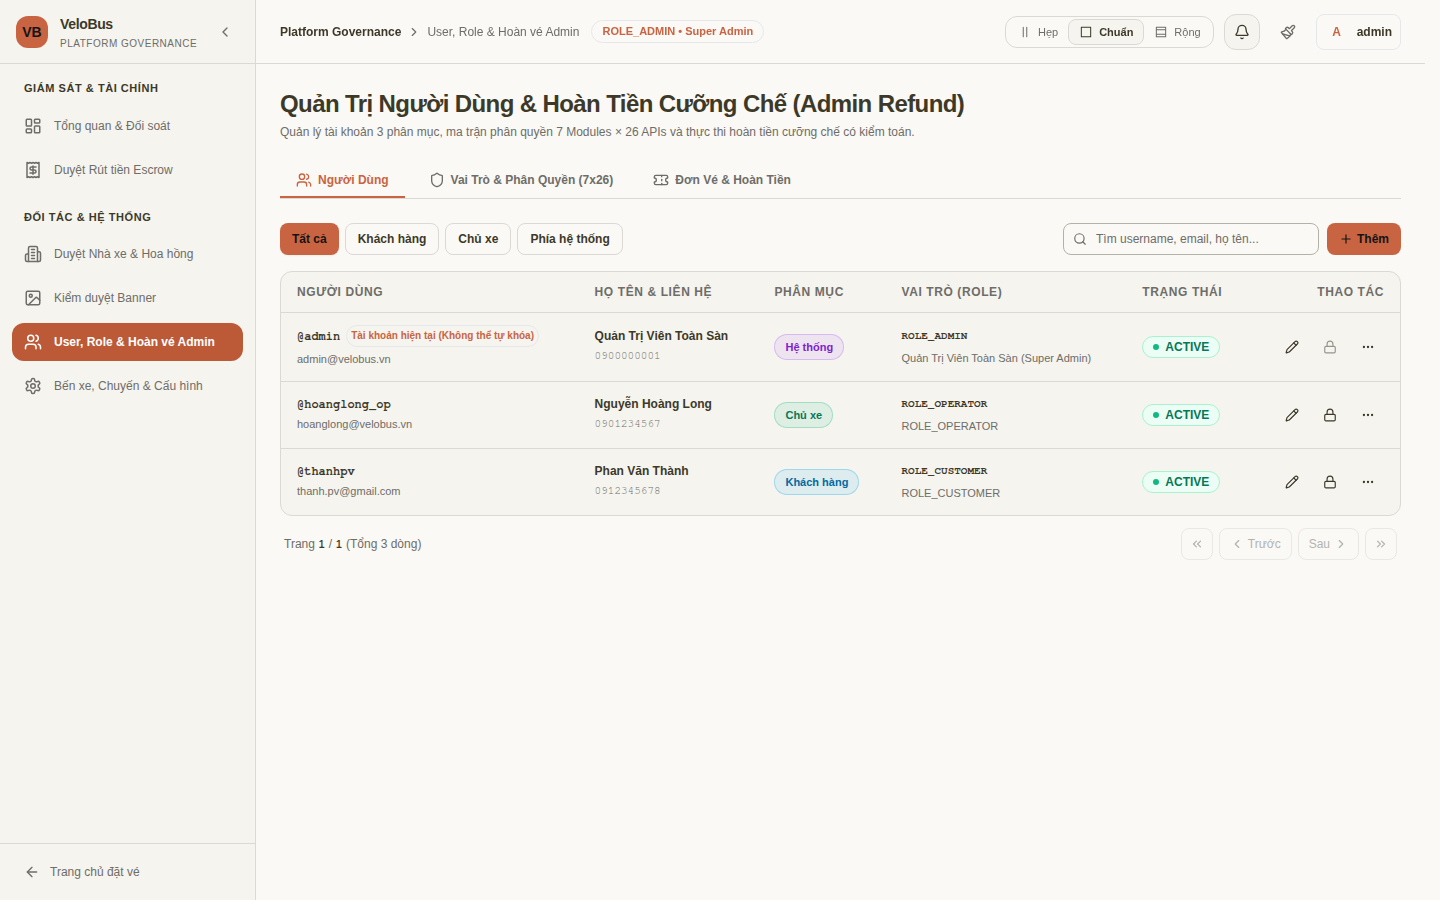 VB
VeloBus
PLATFORM GOVERNANCE
GIÁM SÁT & TÀI CHÍNH
Tổng quan & Đối soát
Duyệt Rút tiền Escrow
ĐỐI TÁC & HỆ THỐNG
Duyệt Nhà xe & Hoa hồng
Kiểm duyệt Banner
User, Role & Hoàn vé Admin
Bến xe, Chuyến & Cấu hình
Trang chủ đặt vé
Platform Governance
User, Role & Hoàn vé Admin
ROLE_ADMIN • Super Admin
Hẹp
Chuẩn
Rộng
A
admin
Quản Trị Người Dùng & Hoàn Tiền Cưỡng Chế (Admin Refund)
Quản lý tài khoản 3 phân mục, ma trận phân quyền 7 Modules × 26 APIs và thực thi hoàn tiền cưỡng chế có kiểm toán.
Người Dùng
Vai Trò & Phân Quyền (7x26)
Đơn Vé & Hoàn Tiền
Tất cả
Khách hàng
Chủ xe
Phía hệ thống
Tìm username, email, họ tên...
Thêm
NGƯỜI DÙNG
HỌ TÊN & LIÊN HỆ
PHÂN MỤC
VAI TRÒ (ROLE)
TRẠNG THÁI
THAO TÁC
@admin
Tài khoản hiện tại (Không thể tự khóa)
admin@velobus.vn
Quản Trị Viên Toàn Sàn
0900000001
Hệ thống
ROLE_ADMIN
Quản Trị Viên Toàn Sàn (Super Admin)
ACTIVE
@hoanglong_op
hoanglong@velobus.vn
Nguyễn Hoàng Long
0901234567
Chủ xe
ROLE_OPERATOR
ROLE_OPERATOR
ACTIVE
@thanhpv
thanh.pv@gmail.com
Phan Văn Thành
0912345678
Khách hàng
ROLE_CUSTOMER
ROLE_CUSTOMER
ACTIVE
Trang 1 / 1 (Tổng 3 dòng)
Trước
Sau